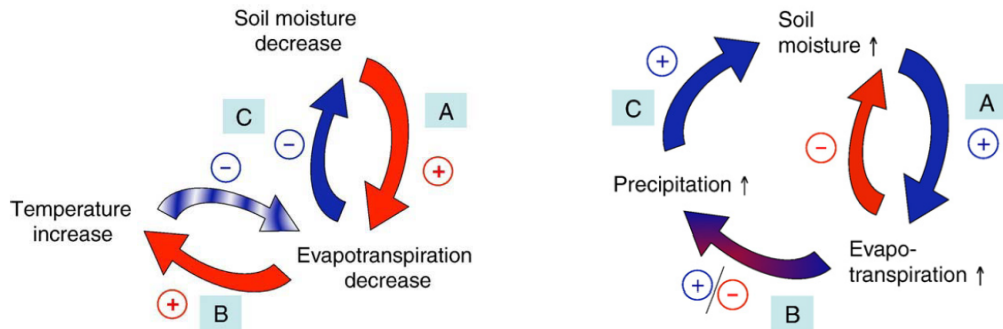 Soil moisture
decrease
C
A
−
−
+
Temperature
increase
Evapotranspiration
decrease
+
B
Soil
moisture ↑
+
C
A
−
+
Precipitation ↑
Evapo-
transpiration ↑
+/−
B